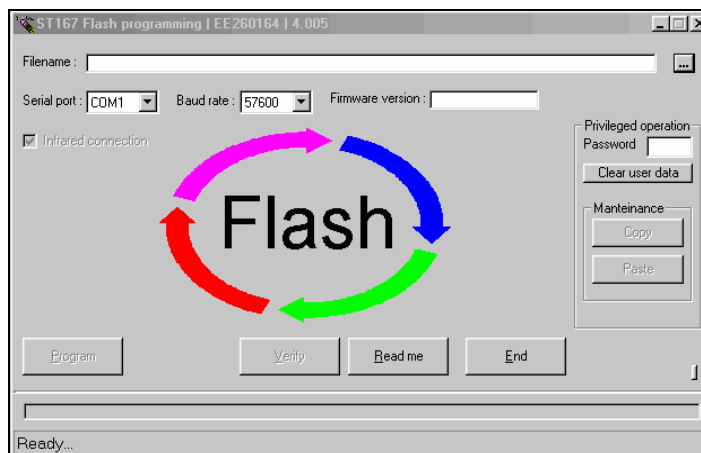 ST167 Flash programming | EE260164 | 4.005
Filename :
...
Serial port : COM1 Baud rate : 57600 Firmware version :
Infrared connection
Privileged operation
Password
Clear user data
Manteinance
Copy
Paste
Flash
Program Verify Read me End
Ready...